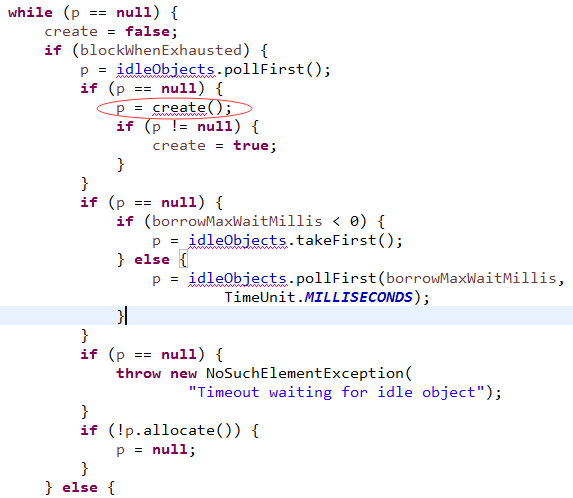 while (p == null) {
    create = false;
    if (blockWhenExhausted) {
        p = idleObjects.pollFirst();
        if (p == null) {
            p = create();
            if (p != null) {
                create = true;
            }
        }
        if (p == null) {
            if (borrowMaxWaitMillis < 0) {
                p = idleObjects.takeFirst();
            } else {
                p = idleObjects.pollFirst(borrowMaxWaitMillis,
                        TimeUnit.MILLISECONDS);
            }
        }
        if (p == null) {
            throw new NoSuchElementException(
                    "Timeout waiting for idle object");
        }
        if (!p.allocate()) {
            p = null;
        }
    } else {